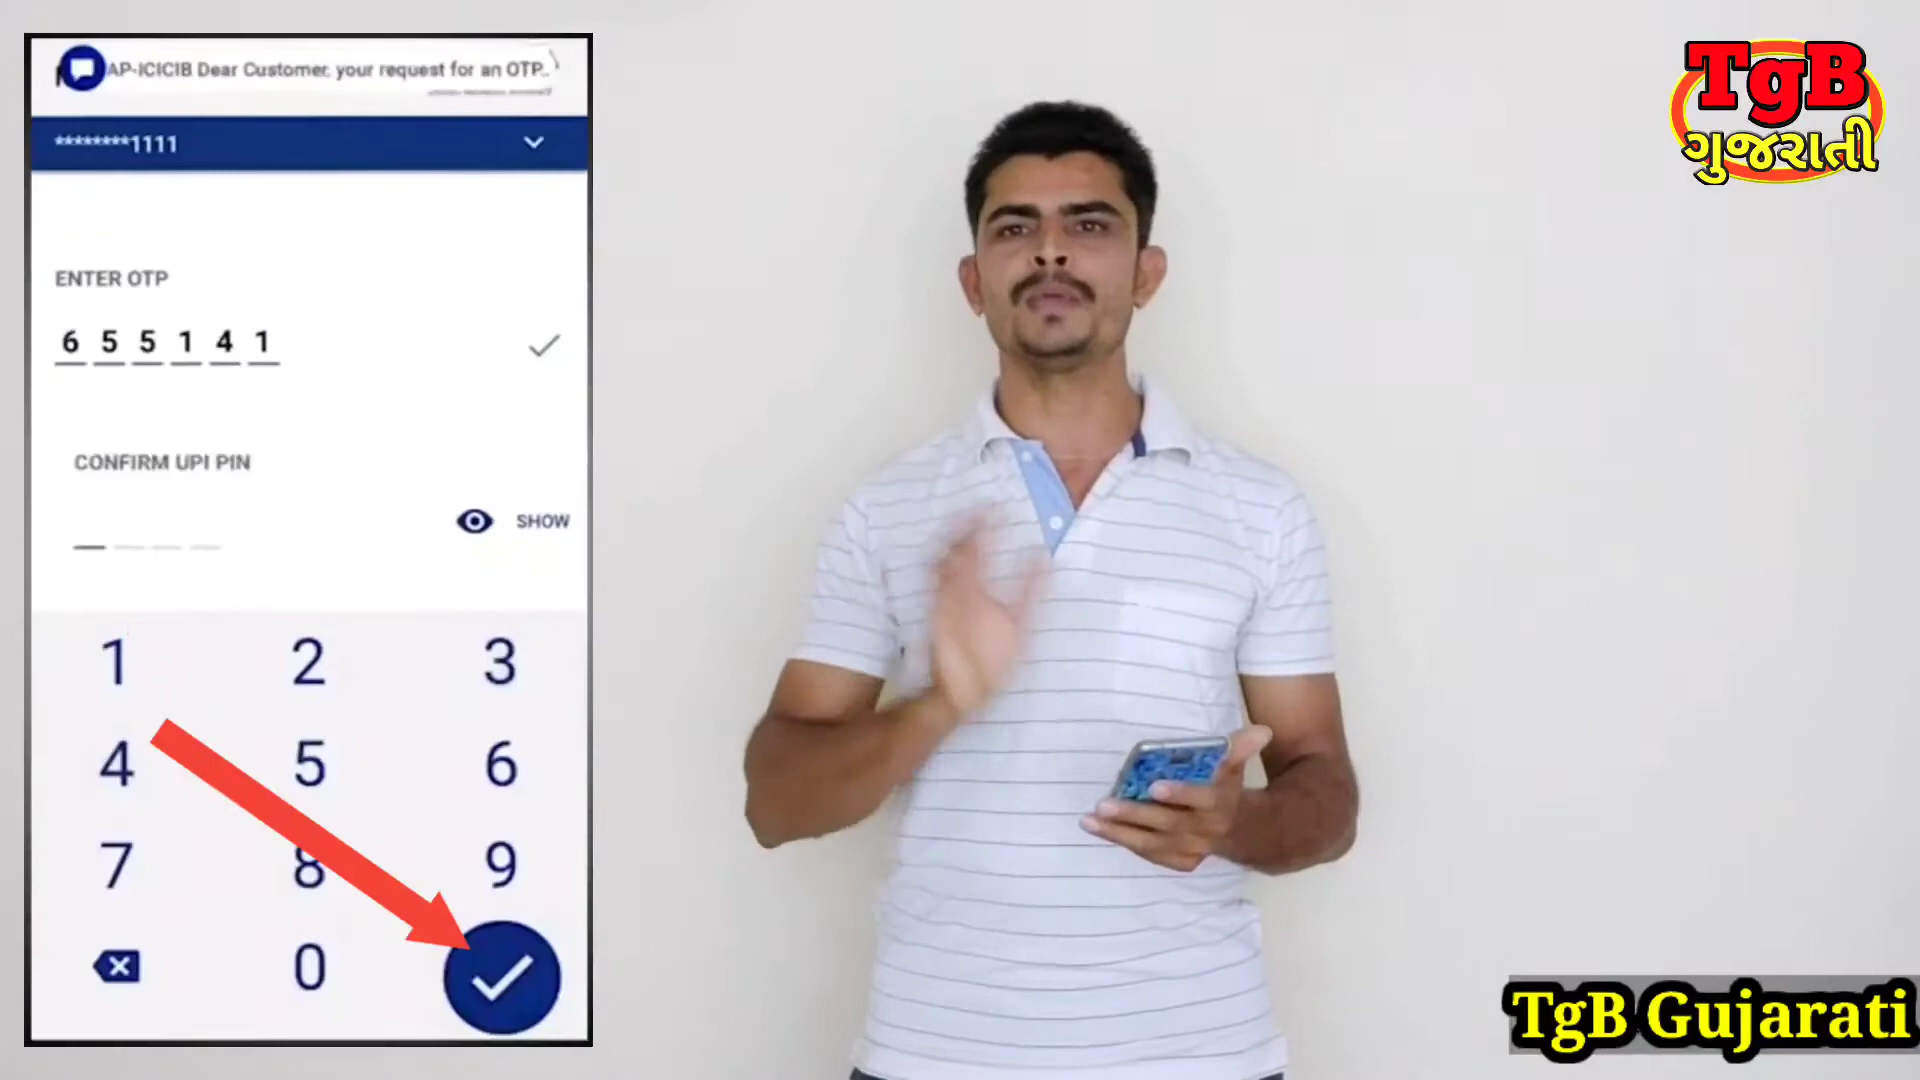 AP-ICICIB Dear Customer, your request for an OTP..
********1111
ENTER OTP
6 5 5 1 4 1
CONFIRM UPI PIN
SHOW
1 2 3
4 5 6
7 8 9
0
TgB
ગુજરાતી
TgB Gujarati